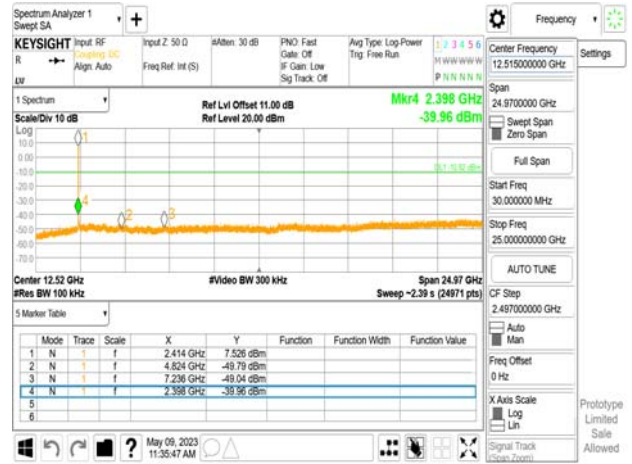 Spectrum Analyzer 1
Swept SA
Frequency
KEYSIGHT Input: RF Input Z: 50 Ω #Atten: 30 dB PNO: Fast Avg Type: Log-Power 1 2 3 4 5 6
R Coupling: DC Gate: Off Trig: Free Run M W W W W W
Align: Auto Freq Ref: Int (S) IF Gain: Low
Sig Track: Off P N N N N N
LW
1 Spectrum Ref Lvl Offset 11.00 dB Mkr4 2.398 GHz
Scale/Div 10 dB Ref Level 20.00 dBm -39.96 dBm
Log
10.0
0.00
-10.0
-20.0
-30.0
-40.0
-50.0
-60.0
-70.0
1
4
2
3
Center 12.52 GHz #Video BW 300 kHz Span 24.97 GHz
#Res BW 100 kHz Sweep ~2.39 s (24971 pts)
5 Marker Table
Mode Trace Scale X Y Function Function Width Function Value
1 N 1 f 2.414 GHz 7.526 dBm
2 N 1 f 4.824 GHz -49.79 dBm
3 N 1 f 7.236 GHz -49.04 dBm
4 N 1 f 2.398 GHz -39.96 dBm
5
6
May 09, 2023
11:35:47 AM
Center Frequency
12.515000000 GHz
Settings
Span
24.9700000 GHz
Swept Span
Zero Span
Full Span
Start Freq
30.000000 MHz
Stop Freq
25.000000000 GHz
AUTO TUNE
CF Step
2.497000000 GHz
Auto
Man
Freq Offset
0 Hz
X Axis Scale
Log
Lin
Signal Track
(Span Zoom)
Prototype
Limited
Sale
Allowed